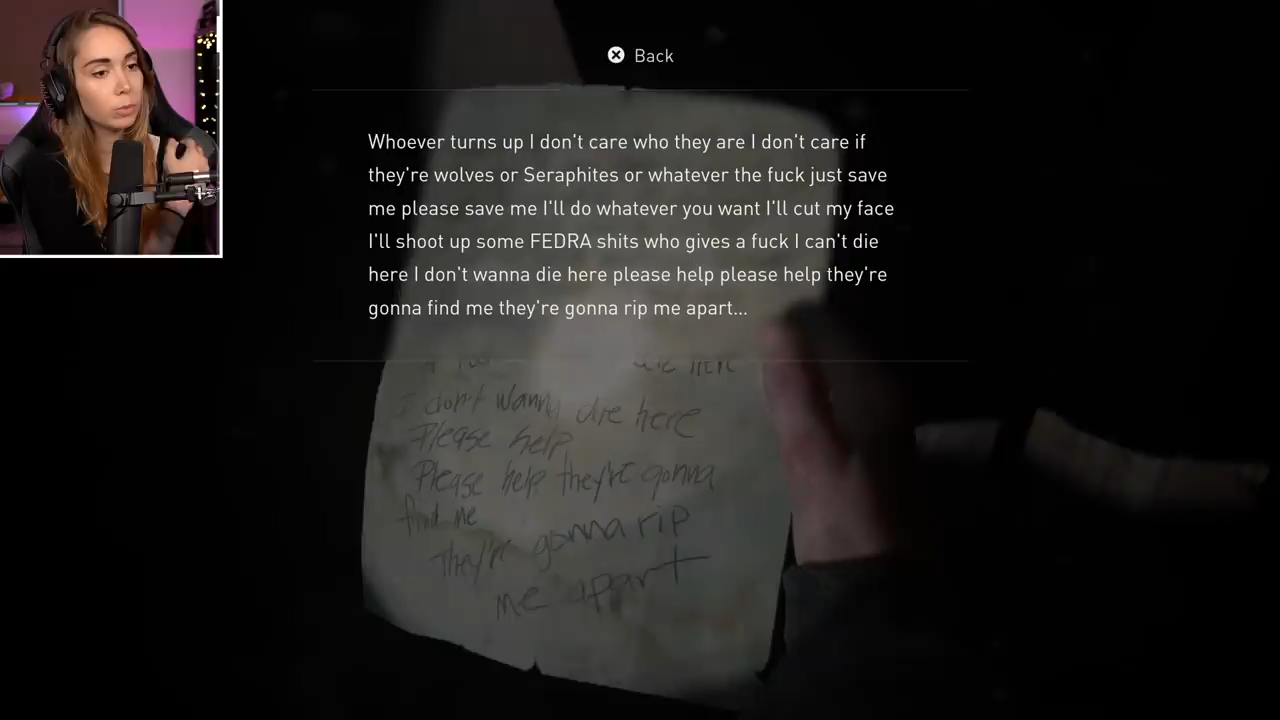 Back
Whoever turns up I don't care who they are I don't care if
they're wolves or Seraphites or whatever the fuck just save
me please save me I'll do whatever you want I'll cut my face
I'll shoot up some FEDRA shits who gives a fuck I can't die
here I don't wanna die here please help please help they're
gonna find me they're gonna rip me apart...
die here
I don't wanna die here
Please help
Please help they're gonna
find me
They're gonna rip
me apart